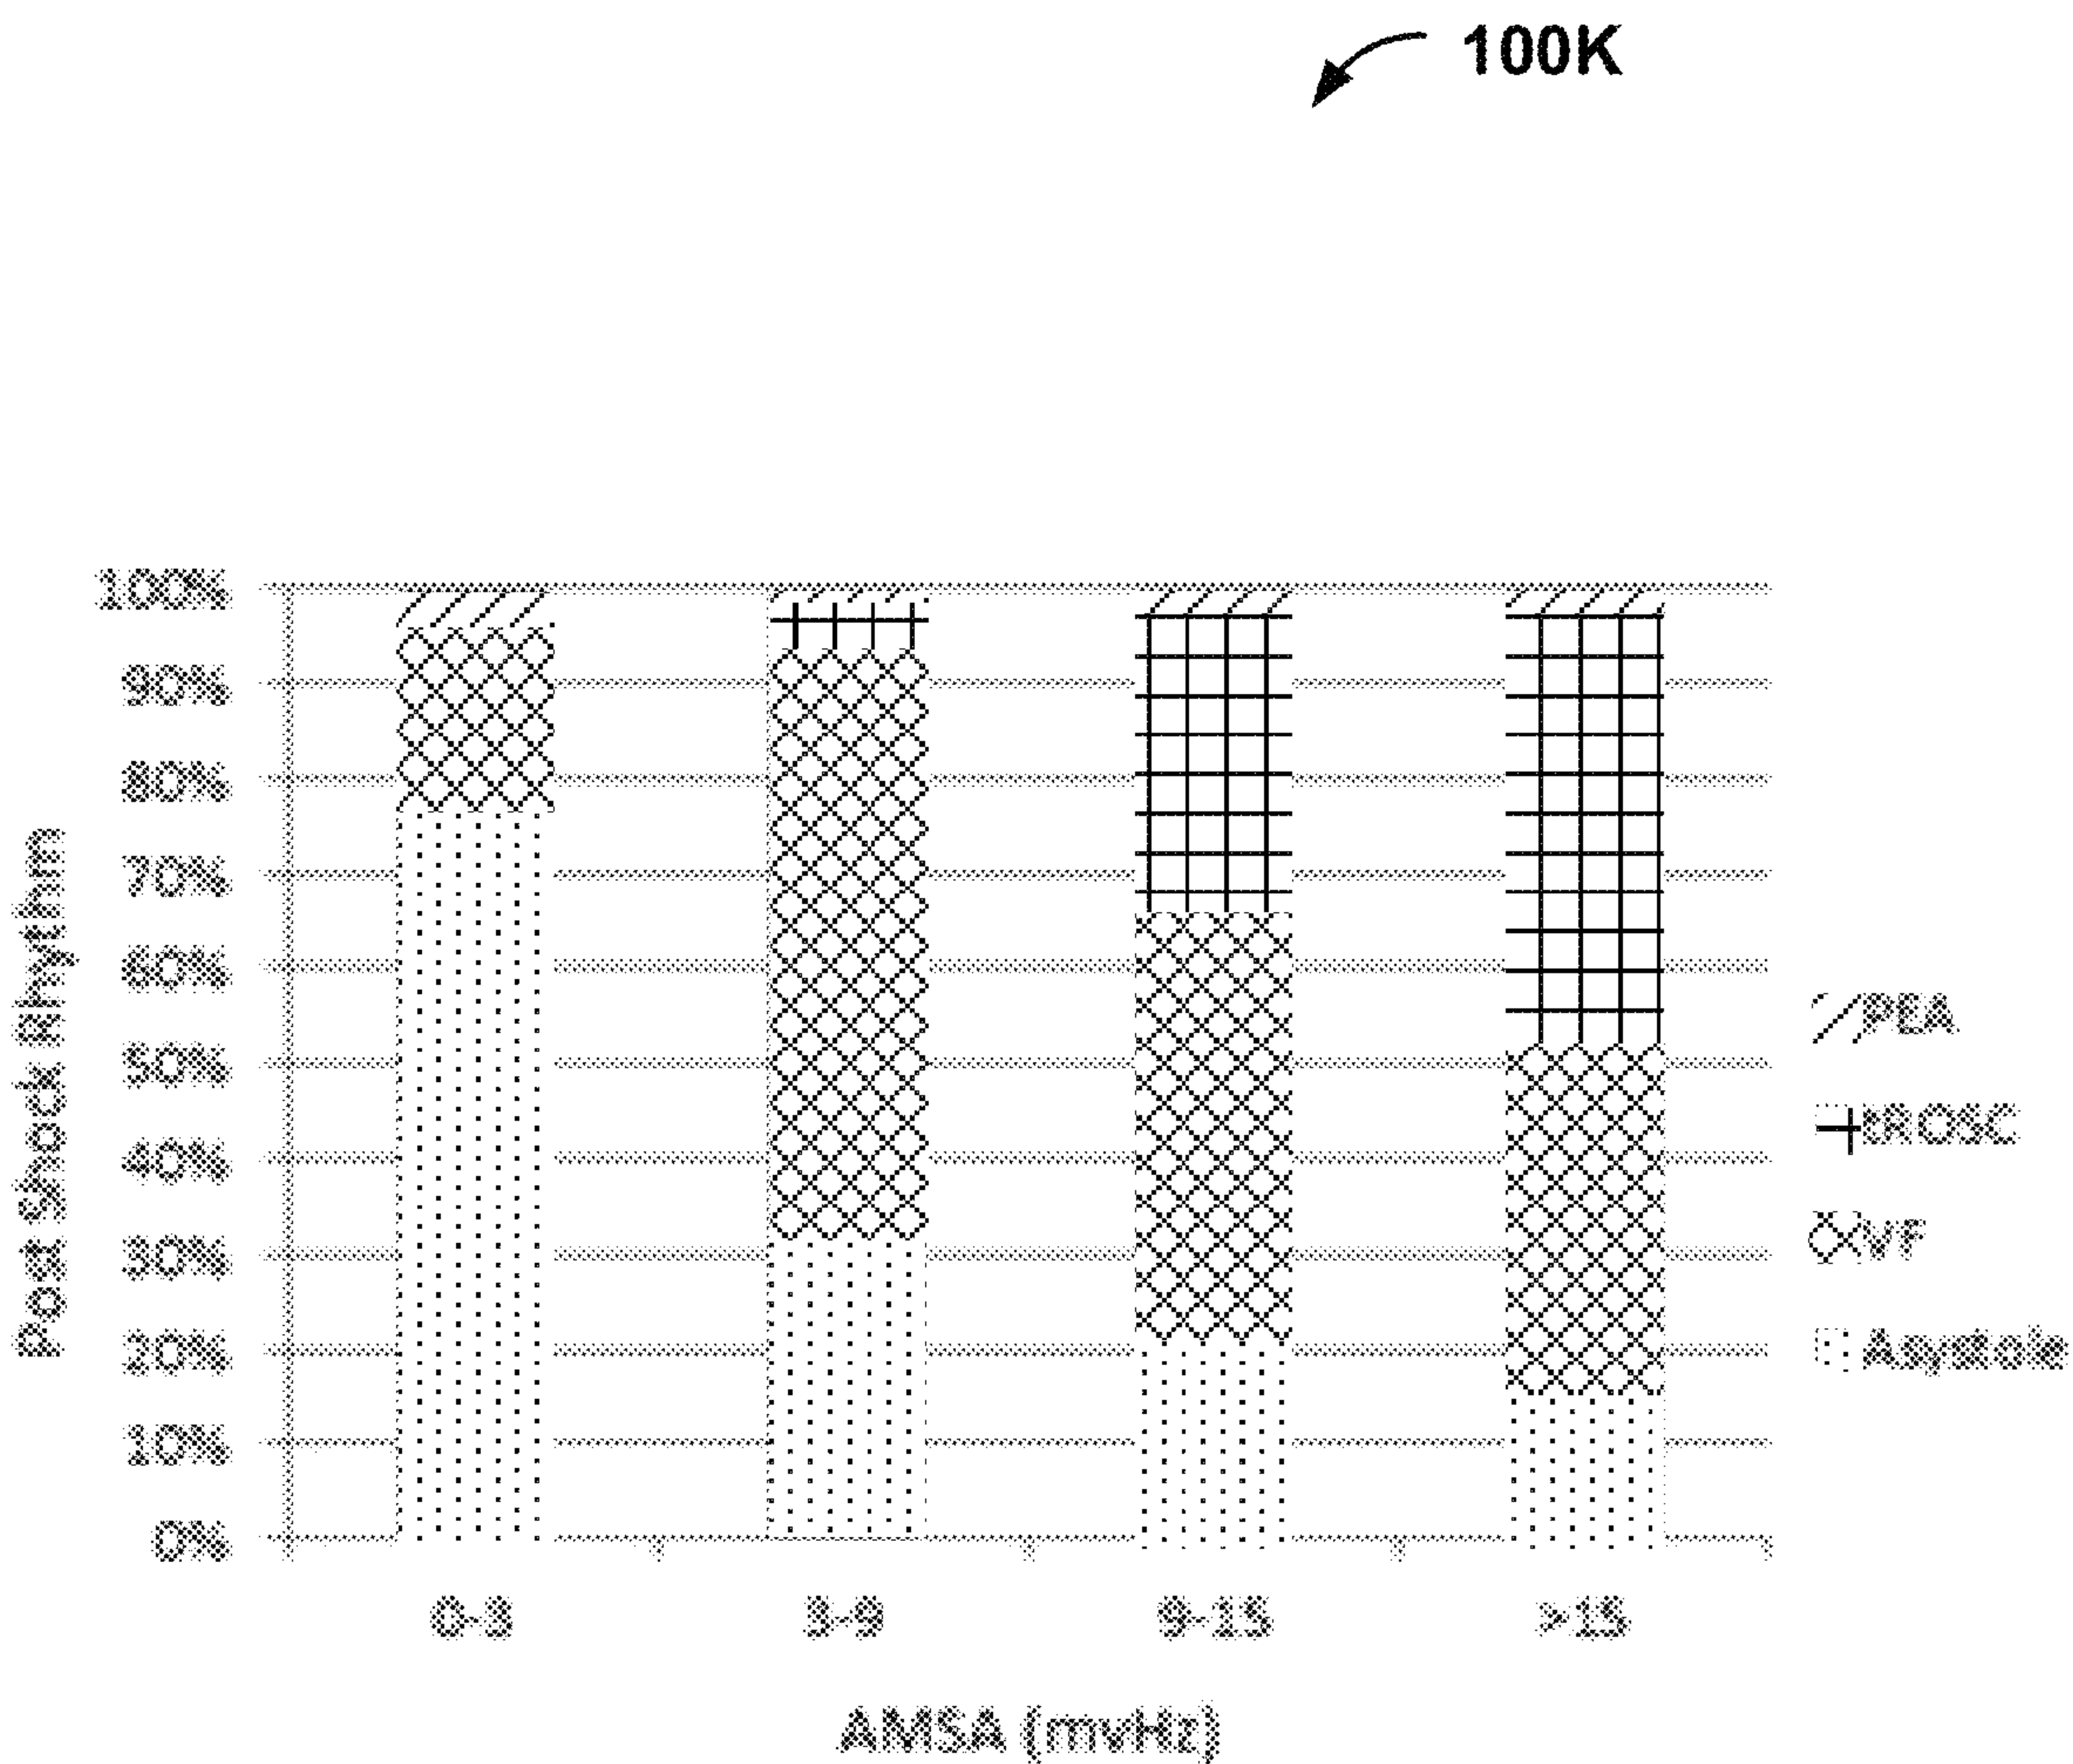 100K
Post Shock Rhythm
100%
90%
80%
70%
60%
50%
40%
30%
20%
10%
0%
0-3
3-9
9-15
>15
AMSA (mvHz)
PEA
tROSC
VF
Asystole